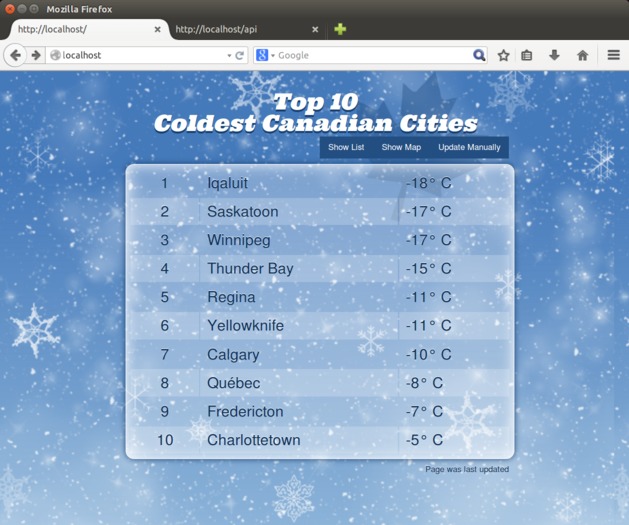 Mozilla Firefox
http://localhost/
http://localhost/api
localhost
Google
Top 10
Coldest Canadian Cities
Show List Show Map Update Manually
1 Iqaluit -18° C
2 Saskatoon -17° C
3 Winnipeg -17° C
4 Thunder Bay -15° C
5 Regina -11° C
6 Yellowknife -11° C
7 Calgary -10° C
8 Québec -8° C
9 Fredericton -7° C
10 Charlottetown -5° C
Page was last updated